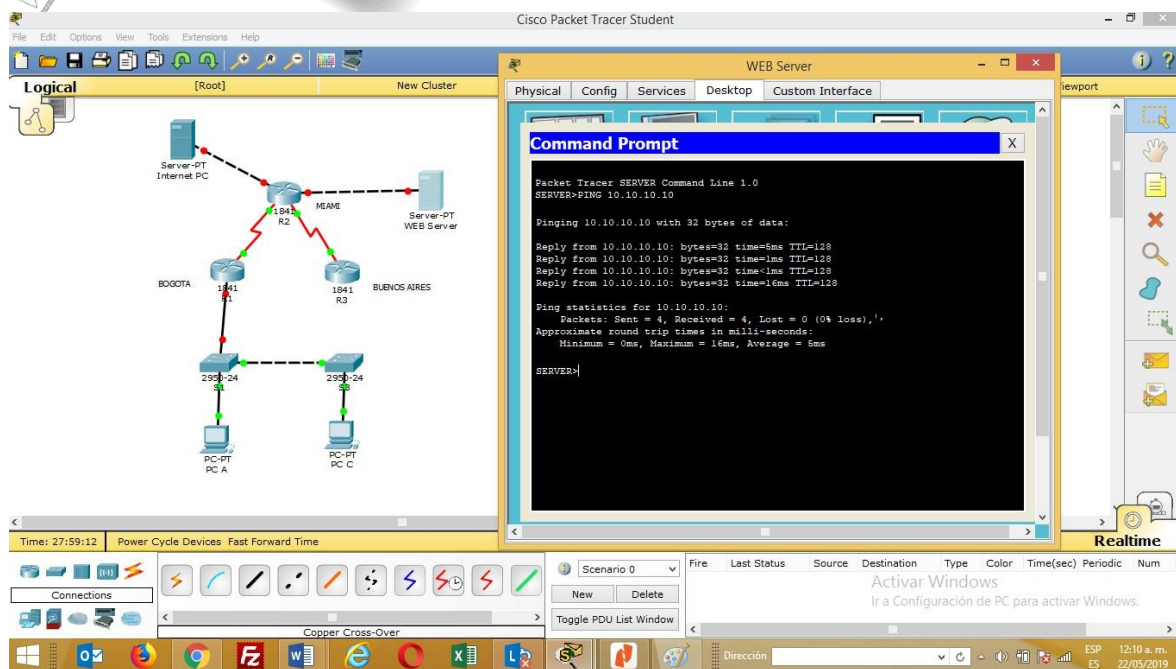 Cisco Packet Tracer Student
File Edit Options View Tools Extensions Help
Logical
[Root]
New Cluster
Viewport
Server-PT
Internet PC
MIAMI
1841
R2
Server-PT
WEB Server
BOGOTA
1841
R1
1841
R3
BUENOS AIRES
2950-24
S1
2950-24
S3
PC-PT
PC A
PC-PT
PC C
WEB Server
Physical Config Services Desktop Custom Interface
Command Prompt
X
Packet Tracer SERVER Command Line 1.0
SERVER>PING 10.10.10.10
Pinging 10.10.10.10 with 32 bytes of data:
Reply from 10.10.10.10: bytes=32 time=5ms TTL=128
Reply from 10.10.10.10: bytes=32 time=1ms TTL=128
Reply from 10.10.10.10: bytes=32 time<1ms TTL=128
Reply from 10.10.10.10: bytes=32 time=16ms TTL=128
Ping statistics for 10.10.10.10:
Packets: Sent = 4, Received = 4, Lost = 0 (0% loss),
Approximate round trip times in milli-seconds:
Minimum = 0ms, Maximum = 16ms, Average = 5ms
SERVER>
Time: 27:59:12 Power Cycle Devices Fast Forward Time
Realtime
Connections
Copper Cross-Over
Scenario 0
New Delete
Toggle PDU List Window
Fire Last Status Source Destination Type Color Time(sec) Periodic Num
Activar Windows
Ir a Configuración de PC para activar Windows.
Dirección
ESP
ES
12:10 a. m.
22/05/2019